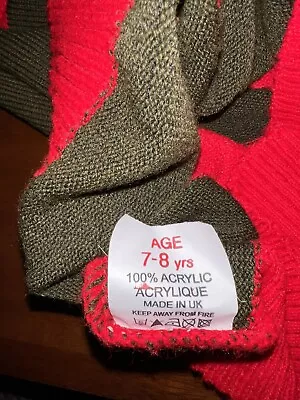 AGE
7-8 yrs
100% ACRYLIC
ACRYLIQUE
MADE IN UK
KEEP AWAY FROM FIRE